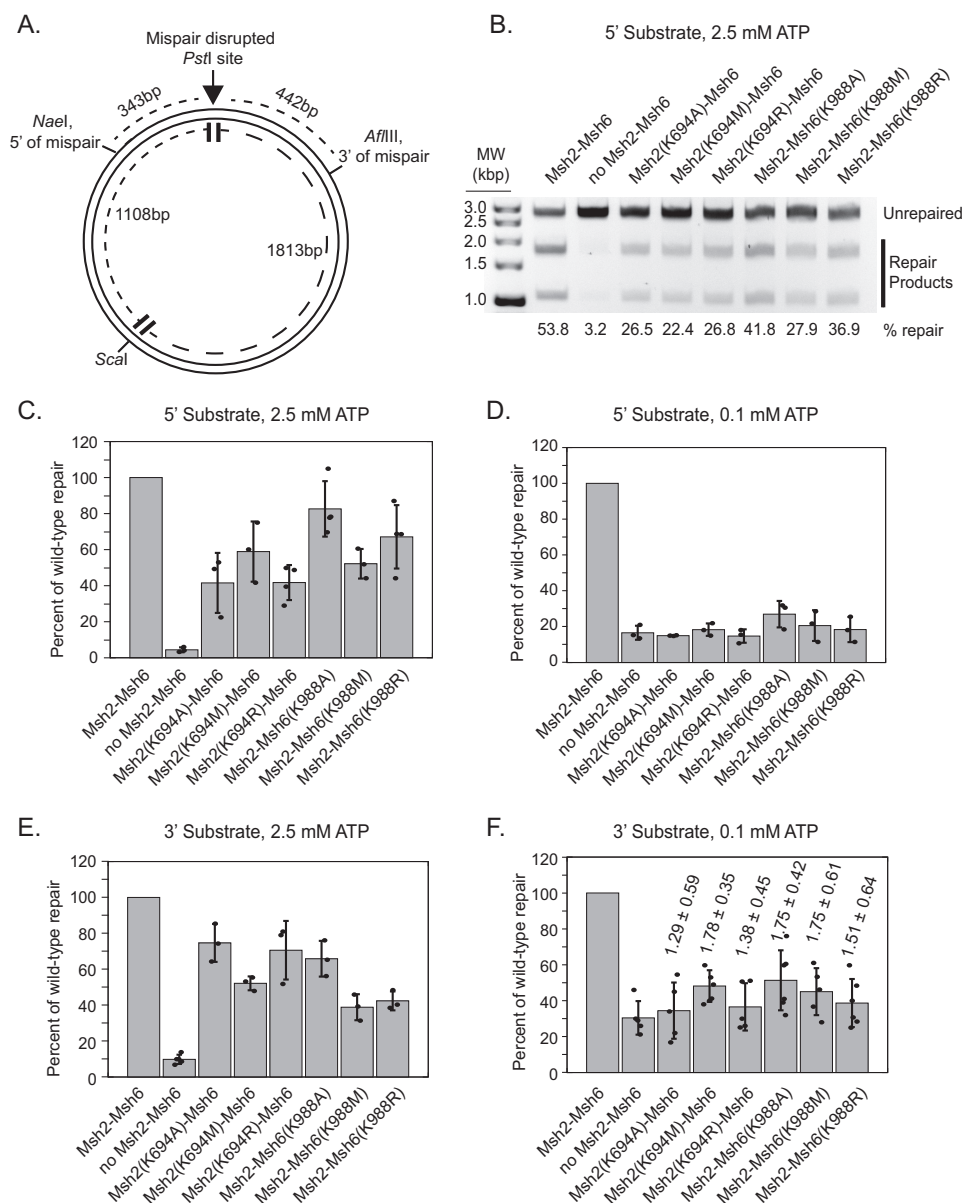 A.
Mispair disrupted
PstI site
343bp
442bp
NaeI,
5' of mispair
AflIII,
3' of mispair
1108bp
1813bp
ScaI
B.
5' Substrate, 2.5 mM ATP
MW
(kbp)
Msh2-Msh6
no Msh2-Msh6
Msh2(K694A)-Msh6
Msh2(K694M)-Msh6
Msh2(K694R)-Msh6
Msh2-Msh6(K988A)
Msh2-Msh6(K988M)
Msh2-Msh6(K988R)
3.0
2.5
2.0
1.5
1.0
Unrepaired
Repair
Products
53.8 3.2 26.5 22.4 26.8 41.8 27.9 36.9 % repair
C.
5' Substrate, 2.5 mM ATP
Percent of wild-type repair
120
100
80
60
40
20
0
Msh2-Msh6
no Msh2-Msh6
Msh2(K694A)-Msh6
Msh2(K694M)-Msh6
Msh2(K694R)-Msh6
Msh2-Msh6(K988A)
Msh2-Msh6(K988M)
Msh2-Msh6(K988R)
D.
5' Substrate, 0.1 mM ATP
Percent of wild-type repair
120
100
80
60
40
20
0
Msh2-Msh6
no Msh2-Msh6
Msh2(K694A)-Msh6
Msh2(K694M)-Msh6
Msh2(K694R)-Msh6
Msh2-Msh6(K988A)
Msh2-Msh6(K988M)
Msh2-Msh6(K988R)
E.
3' Substrate, 2.5 mM ATP
Percent of wild-type repair
120
100
80
60
40
20
0
Msh2-Msh6
no Msh2-Msh6
Msh2(K694A)-Msh6
Msh2(K694M)-Msh6
Msh2(K694R)-Msh6
Msh2-Msh6(K988A)
Msh2-Msh6(K988M)
Msh2-Msh6(K988R)
F.
3' Substrate, 0.1 mM ATP
Percent of wild-type repair
120
100
80
60
40
20
0
1.29 ± 0.59
1.78 ± 0.35
1.38 ± 0.45
1.75 ± 0.42
1.75 ± 0.61
1.51 ± 0.64
Msh2-Msh6
no Msh2-Msh6
Msh2(K694A)-Msh6
Msh2(K694M)-Msh6
Msh2(K694R)-Msh6
Msh2-Msh6(K988A)
Msh2-Msh6(K988M)
Msh2-Msh6(K988R)